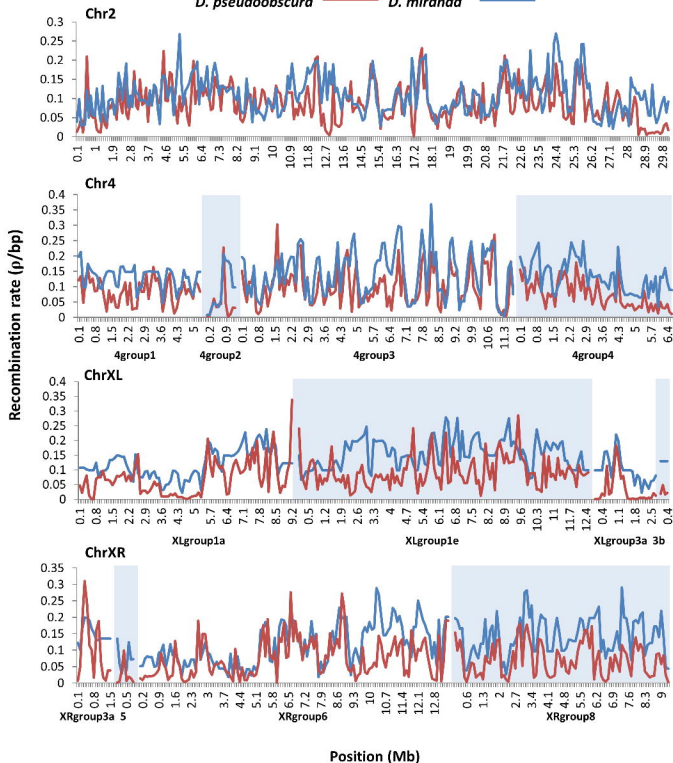 D. pseudoobscura D. miranda
Chr2
0.3
0.25
0.2
0.15
0.1
0.05
0
0.1 1 1.9 2.8 3.7 4.6 5.5 6.4 7.3 8.2 9.1 10 10.9 11.8 12.7 13.6 14.5 15.4 16.3 17.2 18.1 19 19.9 20.8 21.7 22.6 23.5 24.4 25.3 26.2 27.1 28 28.9 29.8
Chr4
0.4
0.35
0.3
0.25
0.2
0.15
0.1
0.05
0
0.1 0.8 1.5 2.2 2.9 3.6 4.3 5 0.2 0.9 0.1 0.8 1.5 2.2 2.9 3.6 4.3 5 5.7 6.4 7.1 7.8 8.5 9.2 9.9 10.6 11.3 0.1 0.8 1.5 2.2 2.9 3.6 4.3 5 5.7 6.4
4group1 4group2 4group3 4group4
ChrXL
0.4
0.35
0.3
0.25
0.2
0.15
0.1
0.05
0
0.1 0.8 1.5 2.2 2.9 3.6 4.3 5 5.7 6.4 7.1 7.8 8.5 9.2 0.5 1.2 1.9 2.6 3.3 4 4.7 5.4 6.1 6.8 7.5 8.2 8.9 9.6 10.3 11 11.7 12.4 0.4 1.1 1.8 2.5 3.2 0.4
XLgroup1a XLgroup1e XLgroup3a 3b
ChrXR
0.35
0.3
0.25
0.2
0.15
0.1
0.05
0
0.1 0.8 1.5 0.5 0.2 0.9 1.6 2.3 3 3.7 4.4 5.1 5.8 6.5 7.2 7.9 8.6 9.3 10 10.7 11.4 12.1 12.8 0.6 1.3 2 2.7 3.4 4.1 4.8 5.5 6.2 6.9 7.6 8.3 9
XRgroup3a 5 XRgroup6 XRgroup8
Recombination rate (ρ/bp)
Position (Mb)